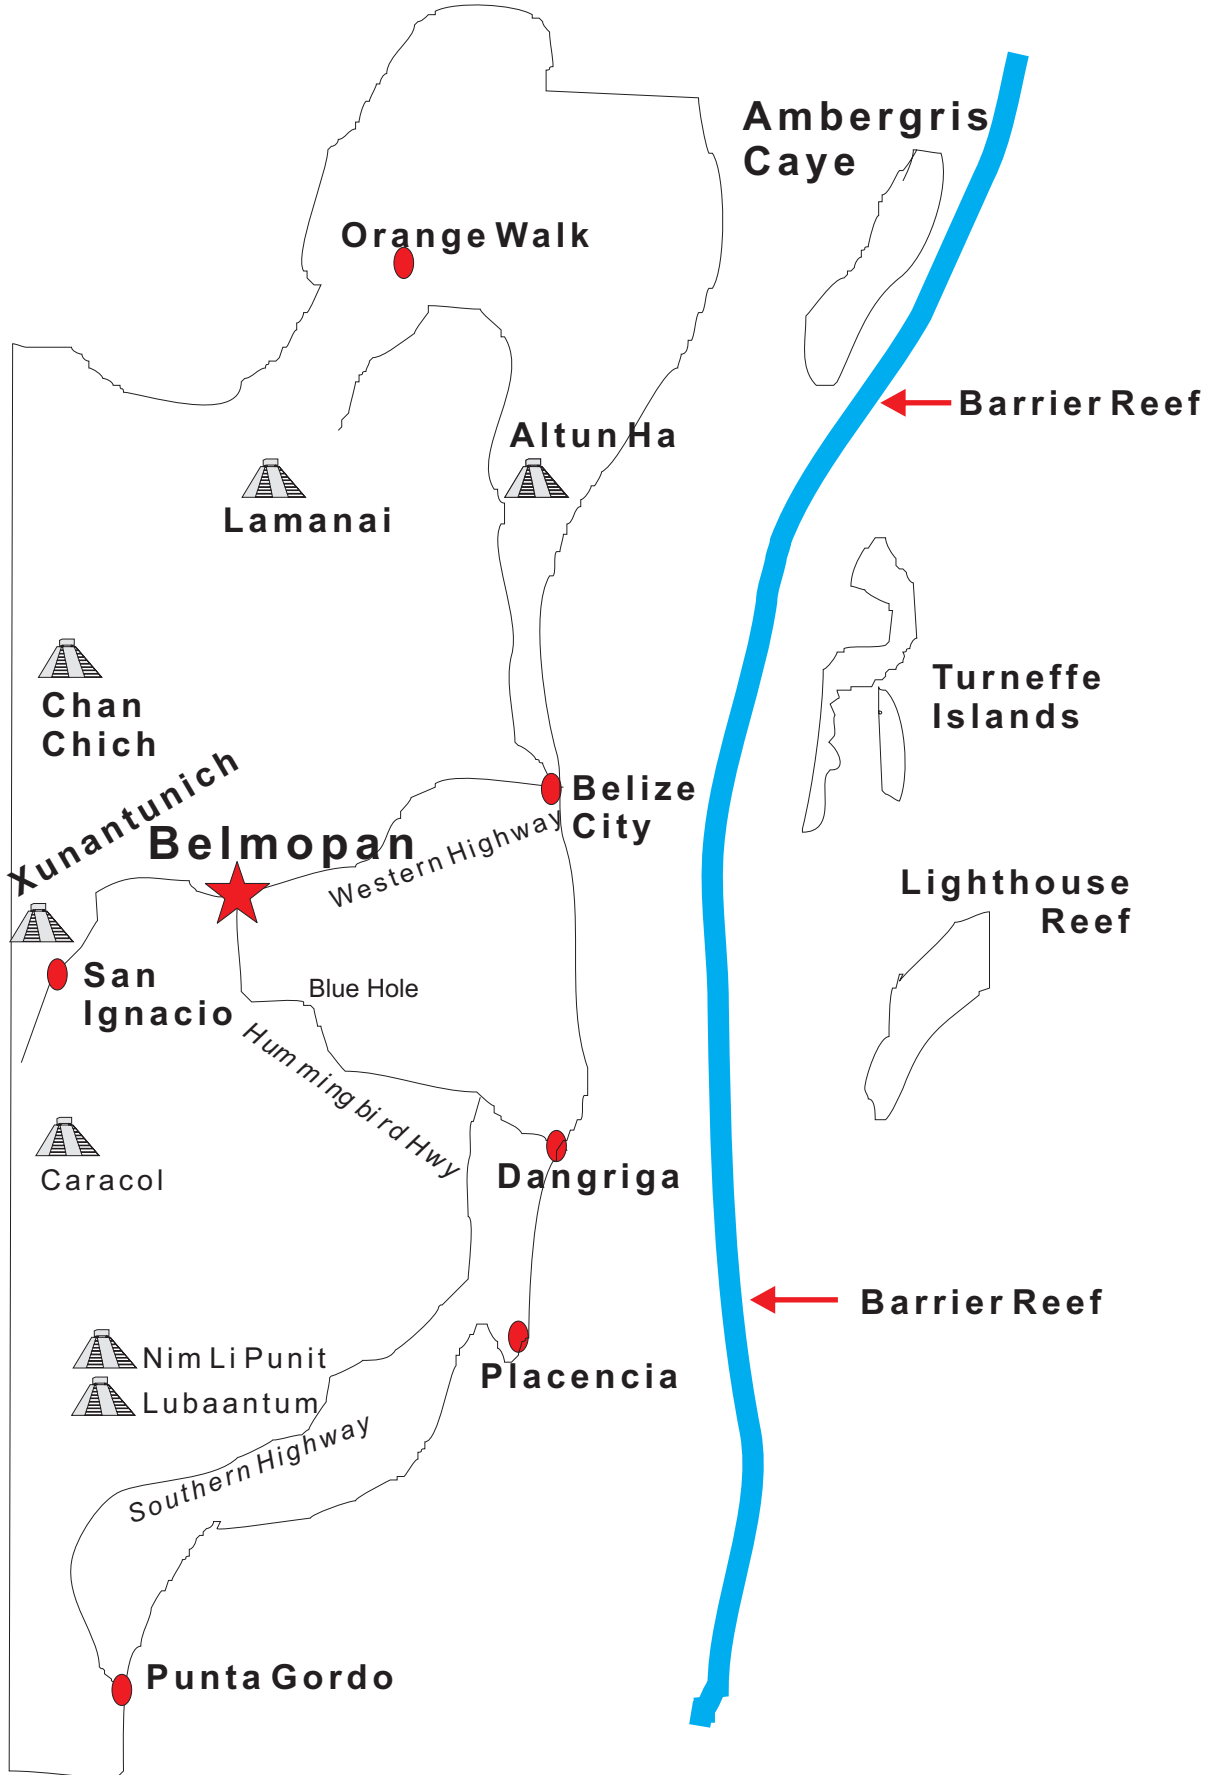 Ambergris
Caye
Orange Walk
Barrier Reef
Altun Ha
Lamanai
Turneffe
Islands
Chan
Chich
Xunantunich
Belize
City
Belmopan
Western Highway
Lighthouse
Reef
San
Ignacio
Blue Hole
Humming bird Hwy
Caracol
Dangriga
Barrier Reef
Nim Li Punit
Placencia
Lubaantum
Southern Highway
Punta Gordo